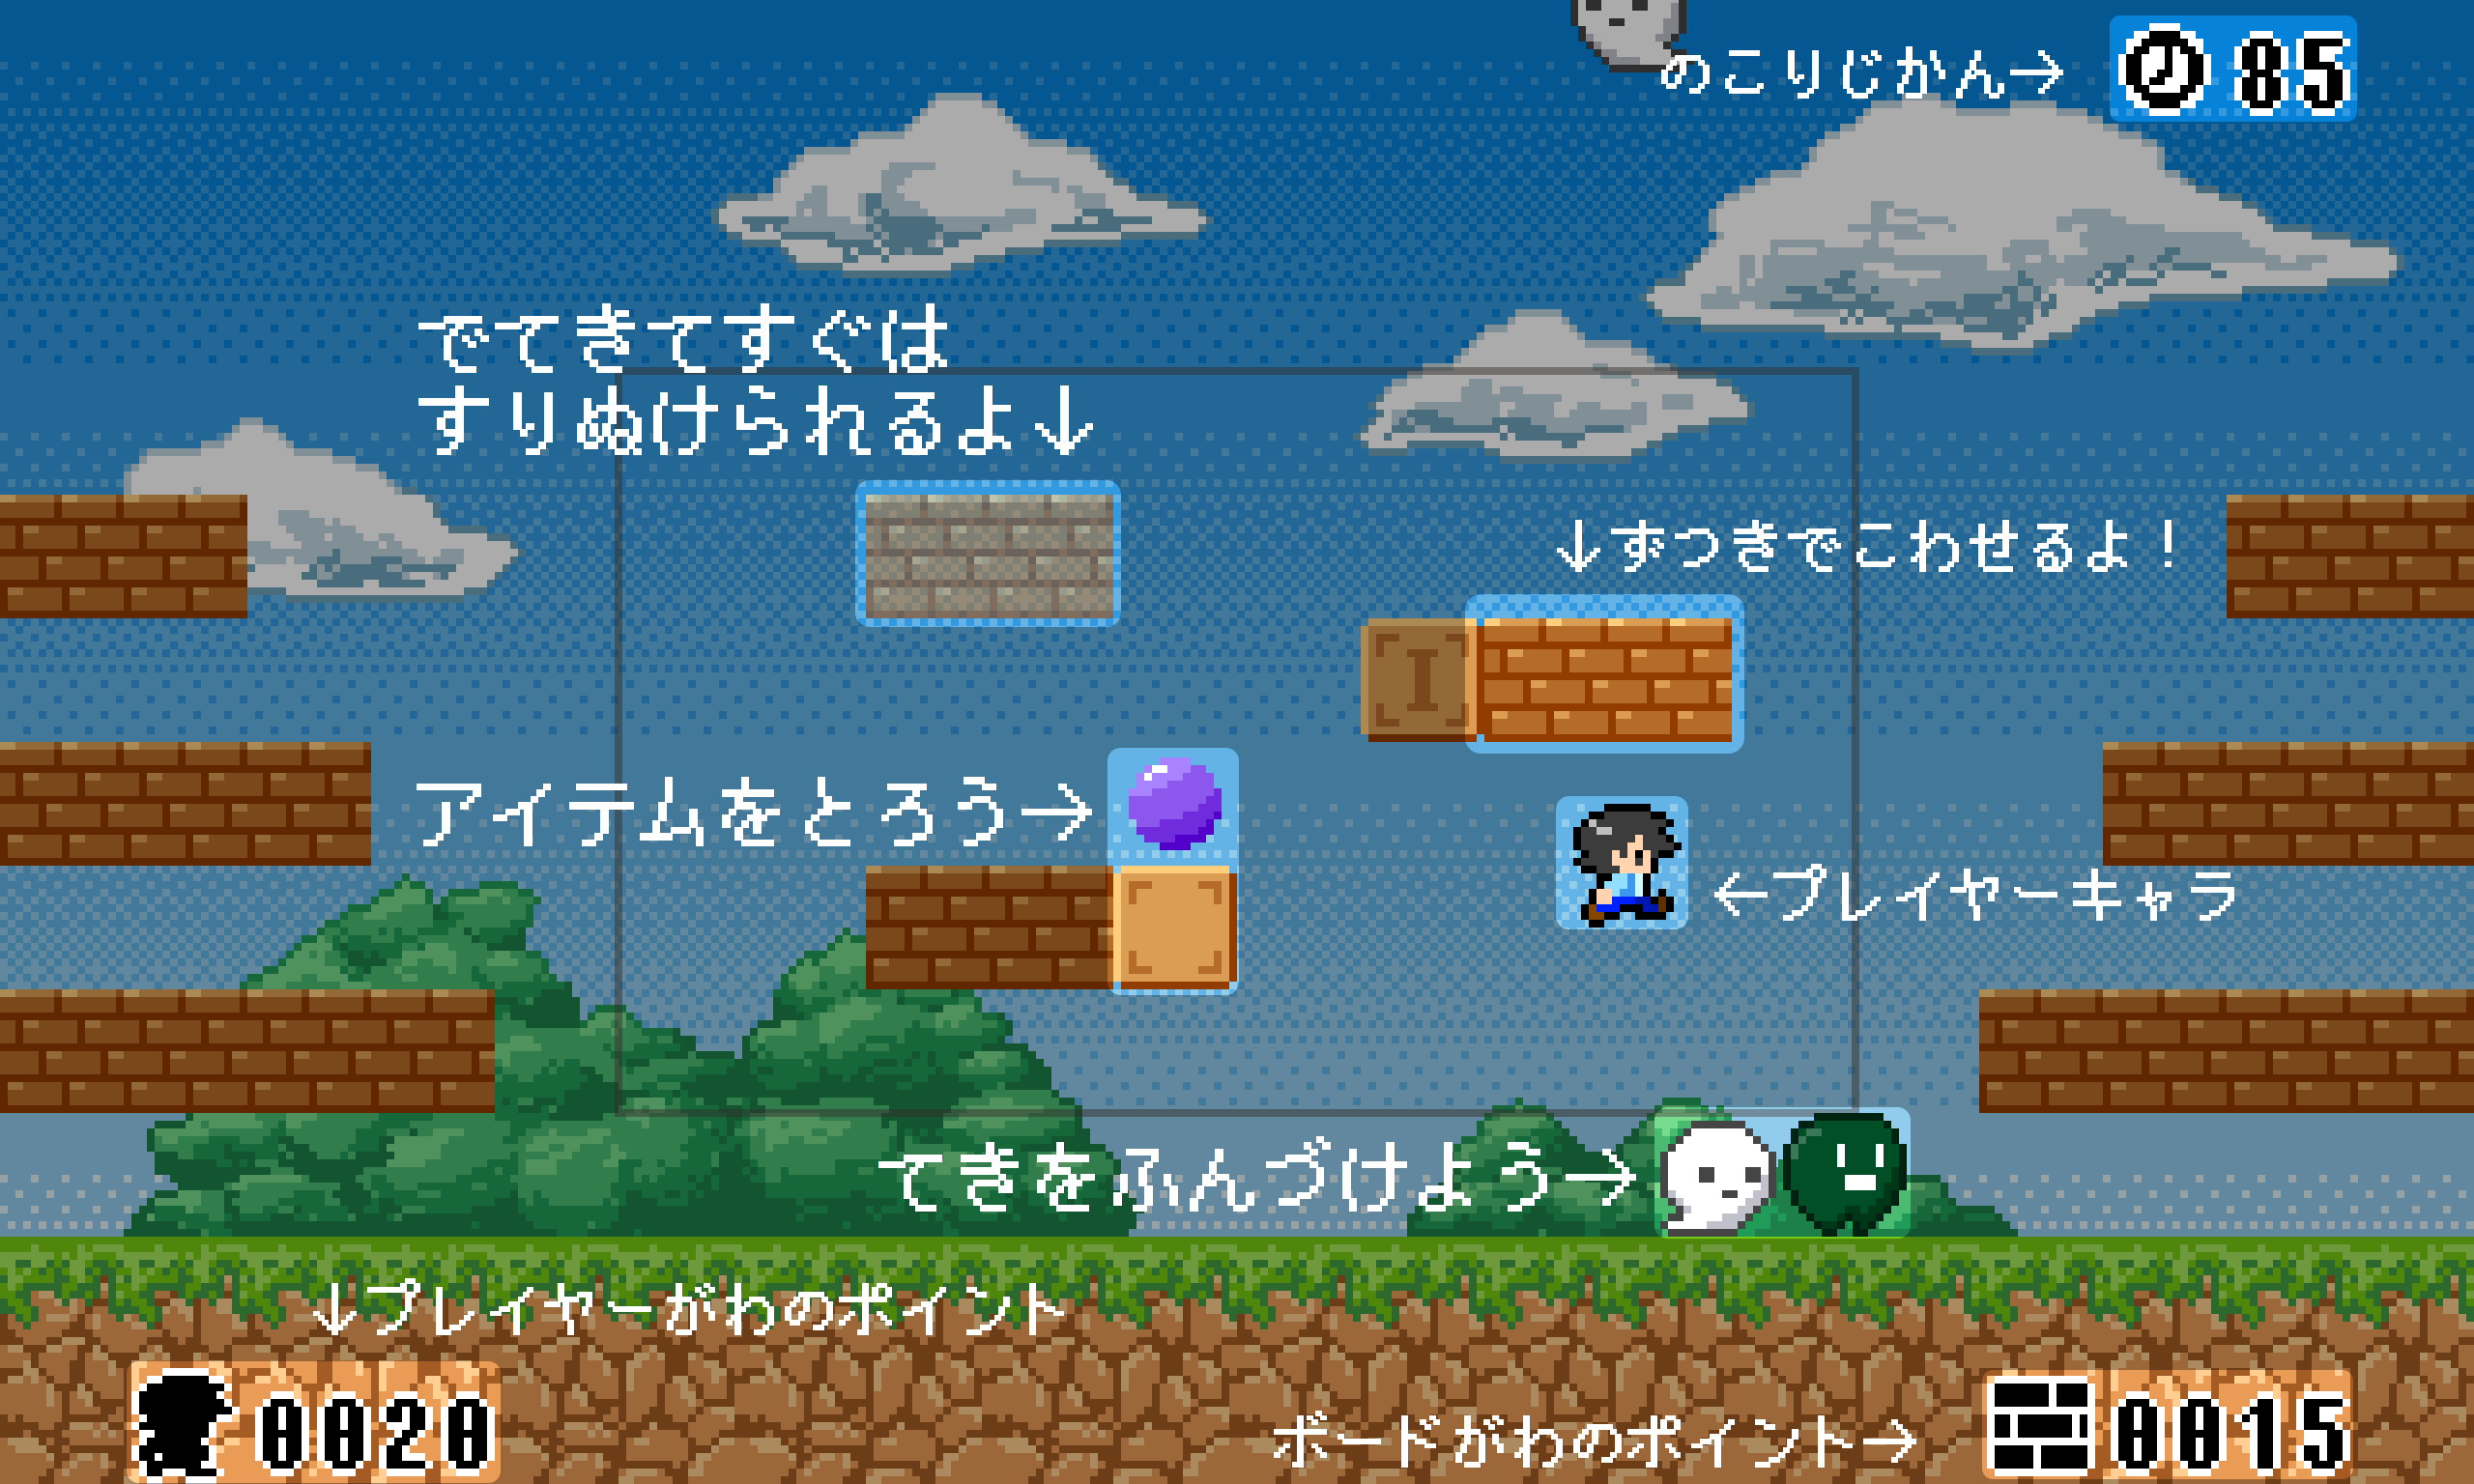 のこりじかん→ 85
でてきてすぐは
すりぬけられるよ↓
↓ずつきでこわせるよ！
I
アイテムをとろう→
←プレイヤーキャラ
てきをふんづけよう→
↓プレイヤーがわのポイント
0020
ボードがわのポイント→ 0015